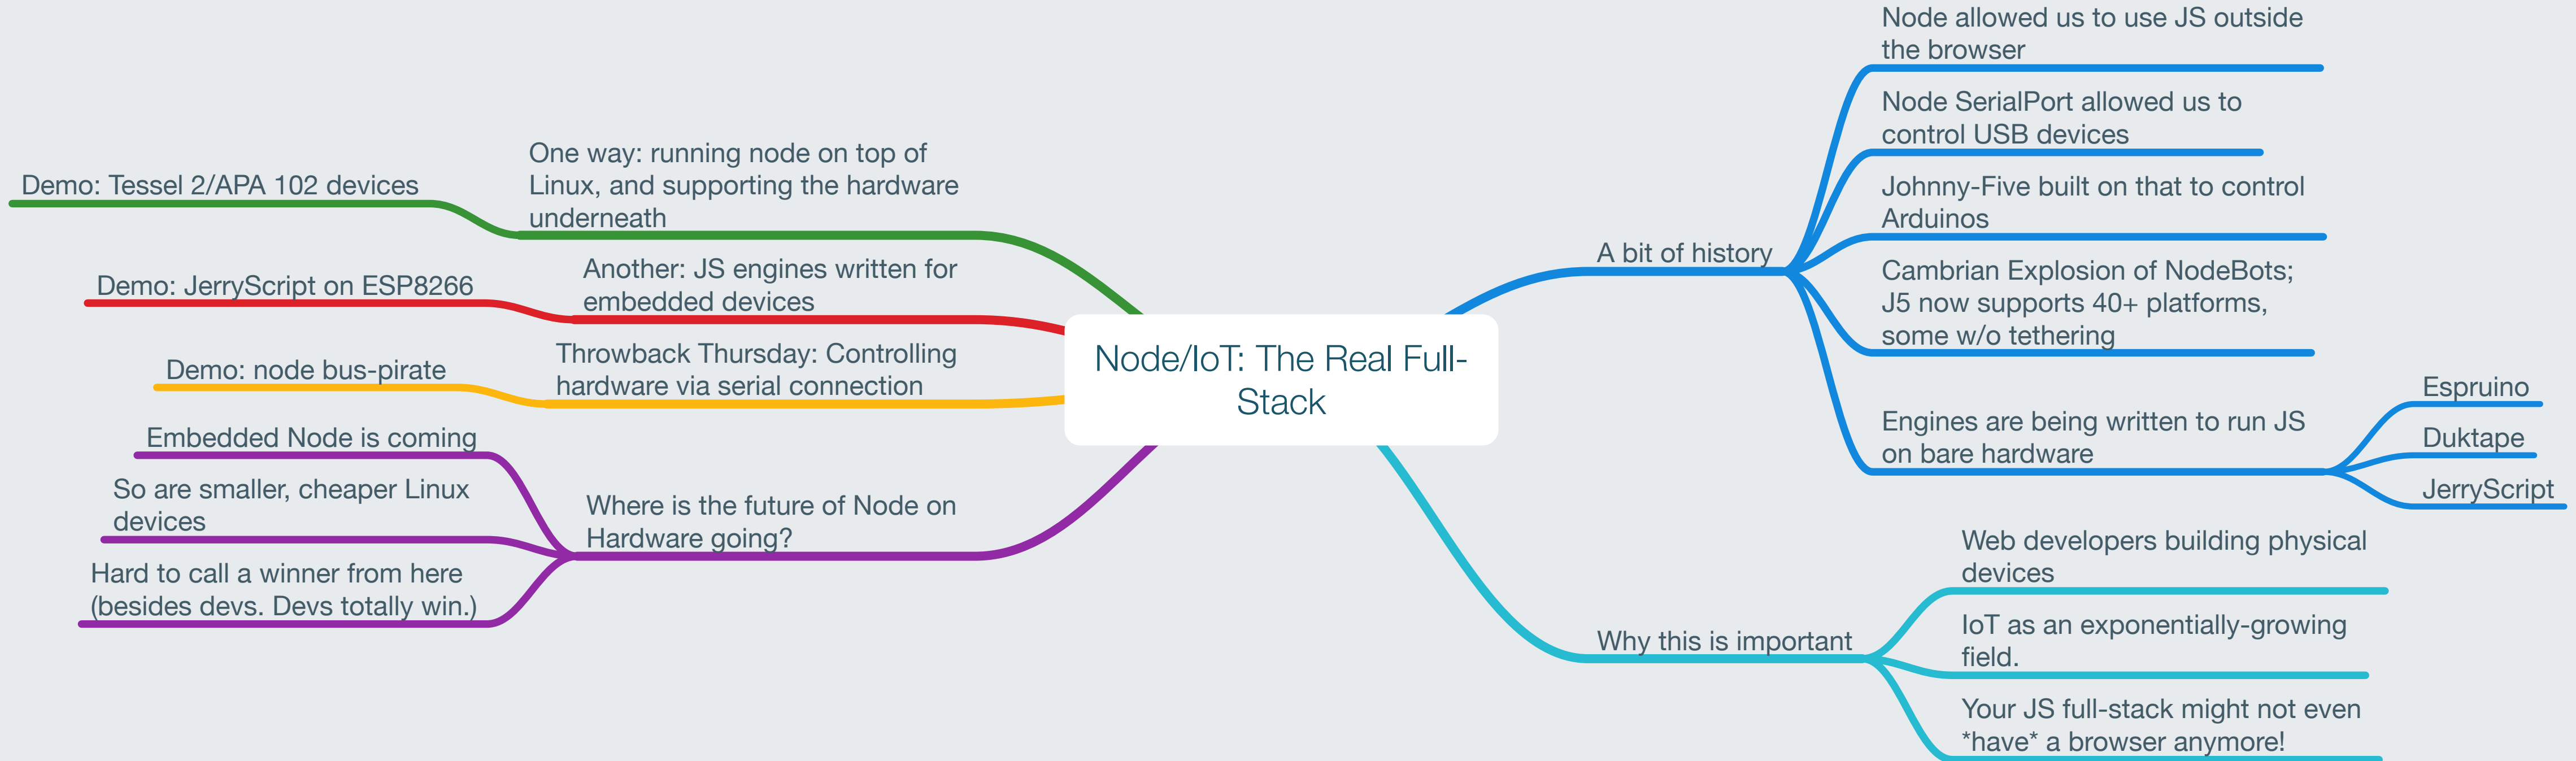 Node/IoT: The Real Full-
Stack
A bit of history
Node allowed us to use JS outside
the browser
Node SerialPort allowed us to
control USB devices
Johnny-Five built on that to control
Arduinos
Cambrian Explosion of NodeBots;
J5 now supports 40+ platforms,
some w/o tethering
Engines are being written to run JS
on bare hardware
Espruino
Duktape
JerryScript
Why this is important
Web developers building physical
devices
IoT as an exponentially-growing
field.
Your JS full-stack might not even
*have* a browser anymore!
One way: running node on top of
Linux, and supporting the hardware
underneath
Demo: Tessel 2/APA 102 devices
Another: JS engines written for
embedded devices
Demo: JerryScript on ESP8266
Throwback Thursday: Controlling
hardware via serial connection
Demo: node bus-pirate
Where is the future of Node on
Hardware going?
Embedded Node is coming
So are smaller, cheaper Linux
devices
Hard to call a winner from here
(besides devs. Devs totally win.)